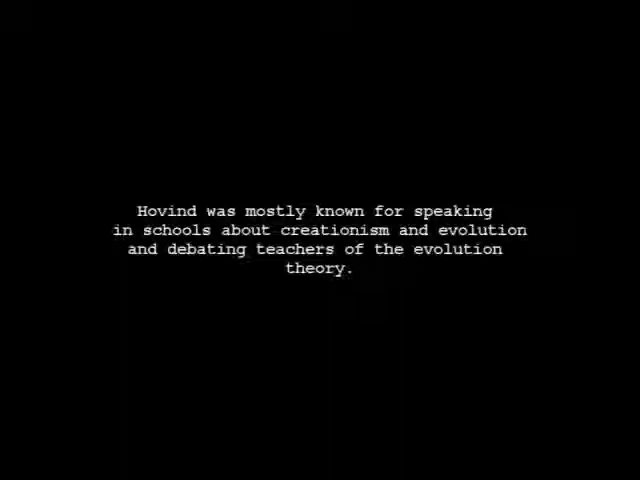 Hovind was mostly known for speaking
in schools about creationism and evolution
and debating teachers of the evolution
theory.